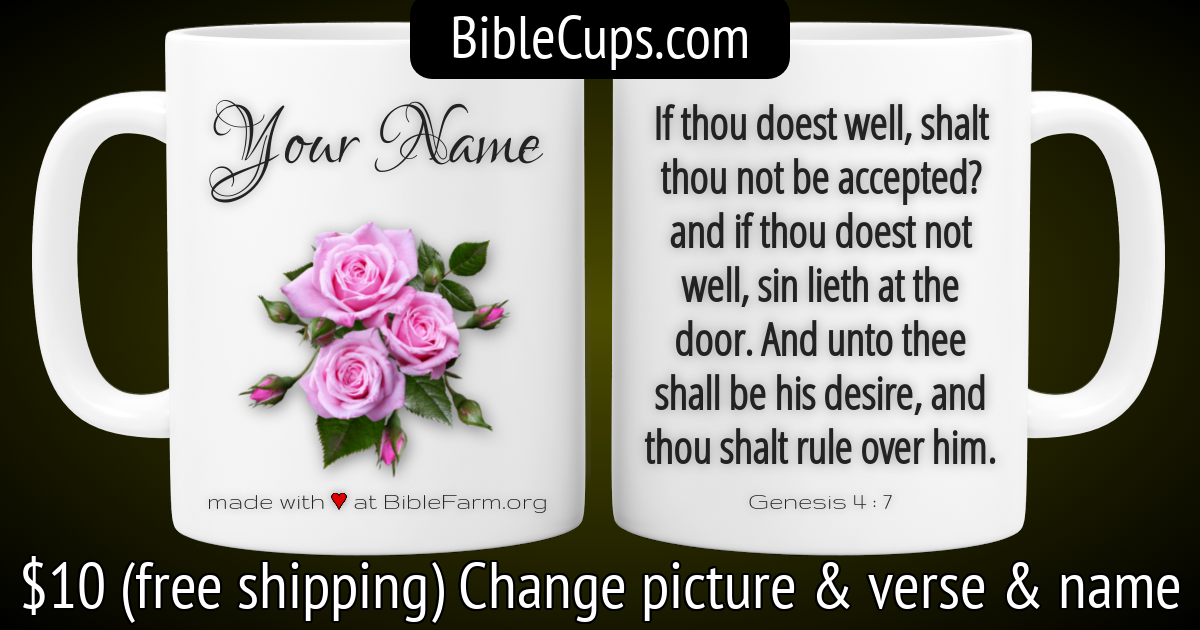 BibleCups.com
Your Name
made with ♥ at BibleFarm.org
If thou doest well, shalt
thou not be accepted?
and if thou doest not
well, sin lieth at the
door. And unto thee
shall be his desire, and
thou shalt rule over him.
Genesis 4:7
$10 (free shipping) Change picture & verse & name